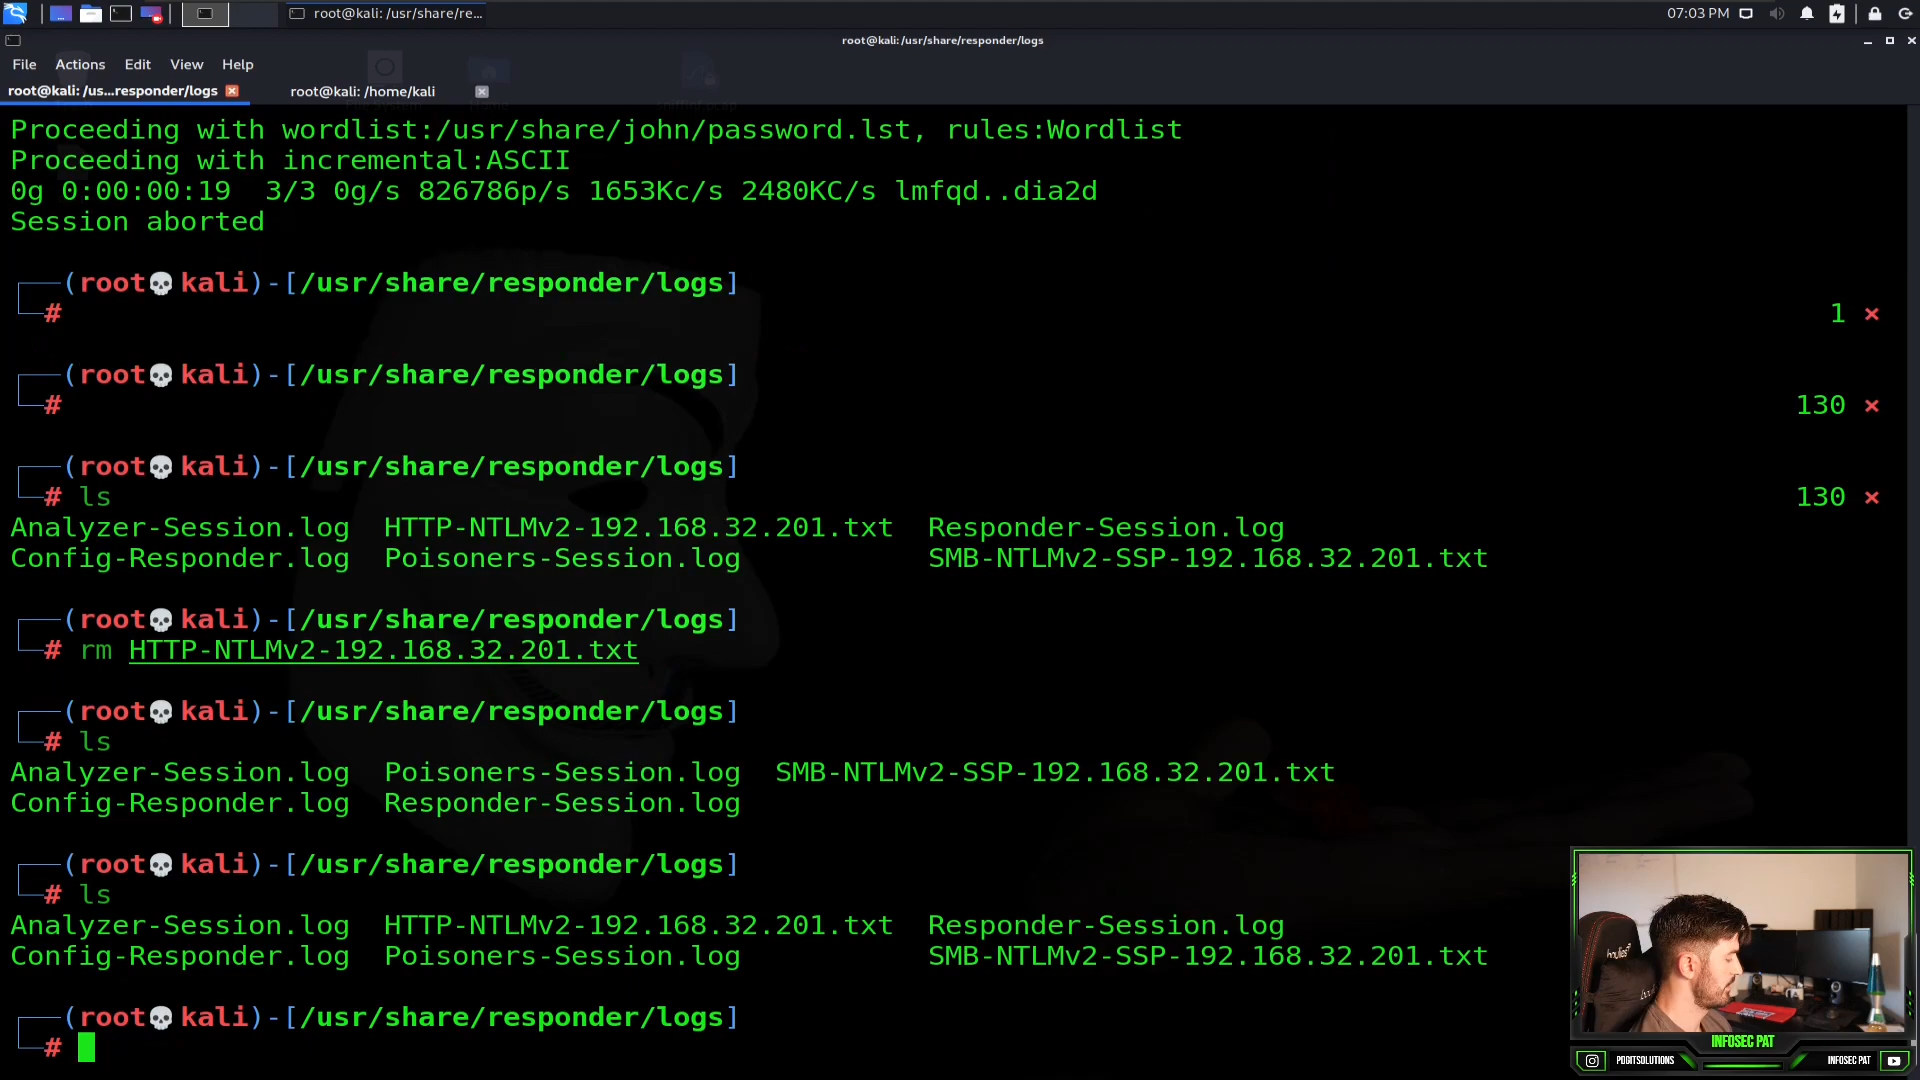 root@kali: /usr/share/re...
07:03 PM
root@kali: /usr/share/responder/logs
File Actions Edit View Help
root@kali: /us...responder/logs root@kali: /home/kali
Proceeding with wordlist:/usr/share/john/password.lst, rules:Wordlist
Proceeding with incremental:ASCII
0g 0:00:00:19  3/3 0g/s 826786p/s 1653Kc/s 2480KC/s lmfqd..dia2d
Session aborted
(root💀kali)-[/usr/share/responder/logs]
# 1 ×
(root💀kali)-[/usr/share/responder/logs]
# 130 ×
(root💀kali)-[/usr/share/responder/logs]
# ls 130 ×
Analyzer-Session.log  HTTP-NTLMv2-192.168.32.201.txt  Responder-Session.log
Config-Responder.log  Poisoners-Session.log  SMB-NTLMv2-SSP-192.168.32.201.txt
(root💀kali)-[/usr/share/responder/logs]
# rm HTTP-NTLMv2-192.168.32.201.txt
(root💀kali)-[/usr/share/responder/logs]
# ls
Analyzer-Session.log  Poisoners-Session.log  SMB-NTLMv2-SSP-192.168.32.201.txt
Config-Responder.log  Responder-Session.log
(root💀kali)-[/usr/share/responder/logs]
# ls
Analyzer-Session.log  HTTP-NTLMv2-192.168.32.201.txt  Responder-Session.log
Config-Responder.log  Poisoners-Session.log  SMB-NTLMv2-SSP-192.168.32.201.txt
(root💀kali)-[/usr/share/responder/logs]
#
INFOSEC PAT
PDDITSOLUTIONS INFOSEC PAT